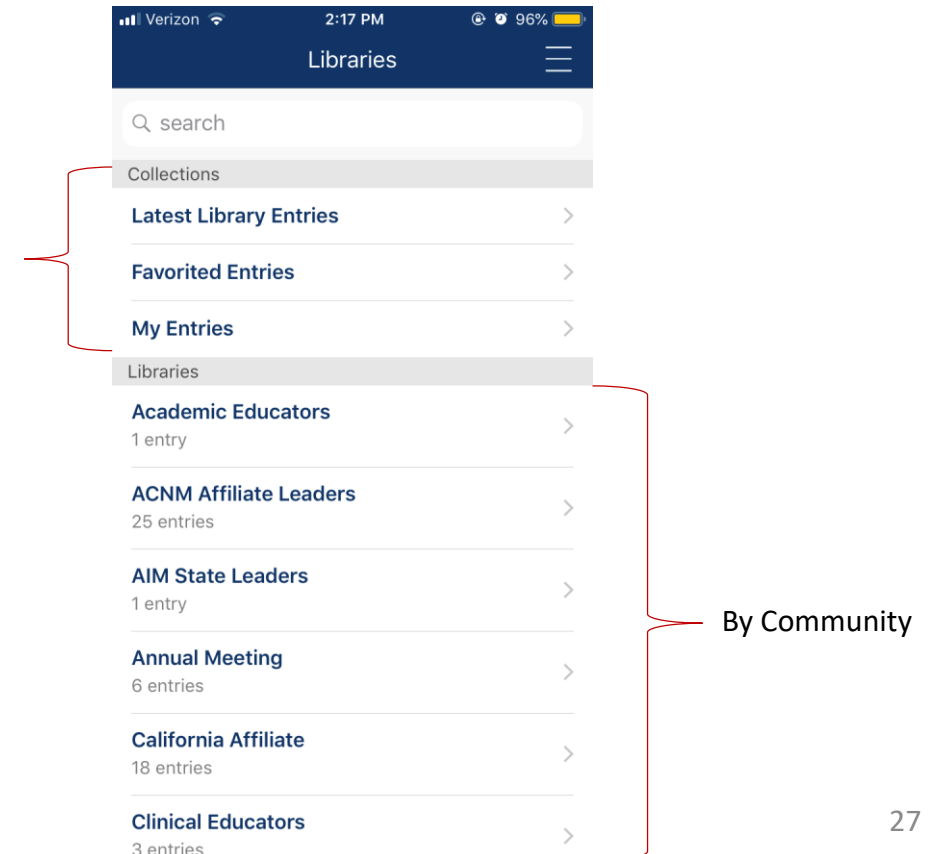 Verizon 2:17 PM 96%
Libraries
search
Collections
Latest Library Entries
Favorited Entries
My Entries
Libraries
Academic Educators
1 entry
ACNM Affiliate Leaders
25 entries
AIM State Leaders
1 entry
By Community
Annual Meeting
6 entries
California Affiliate
18 entries
Clinical Educators
3 entries
27